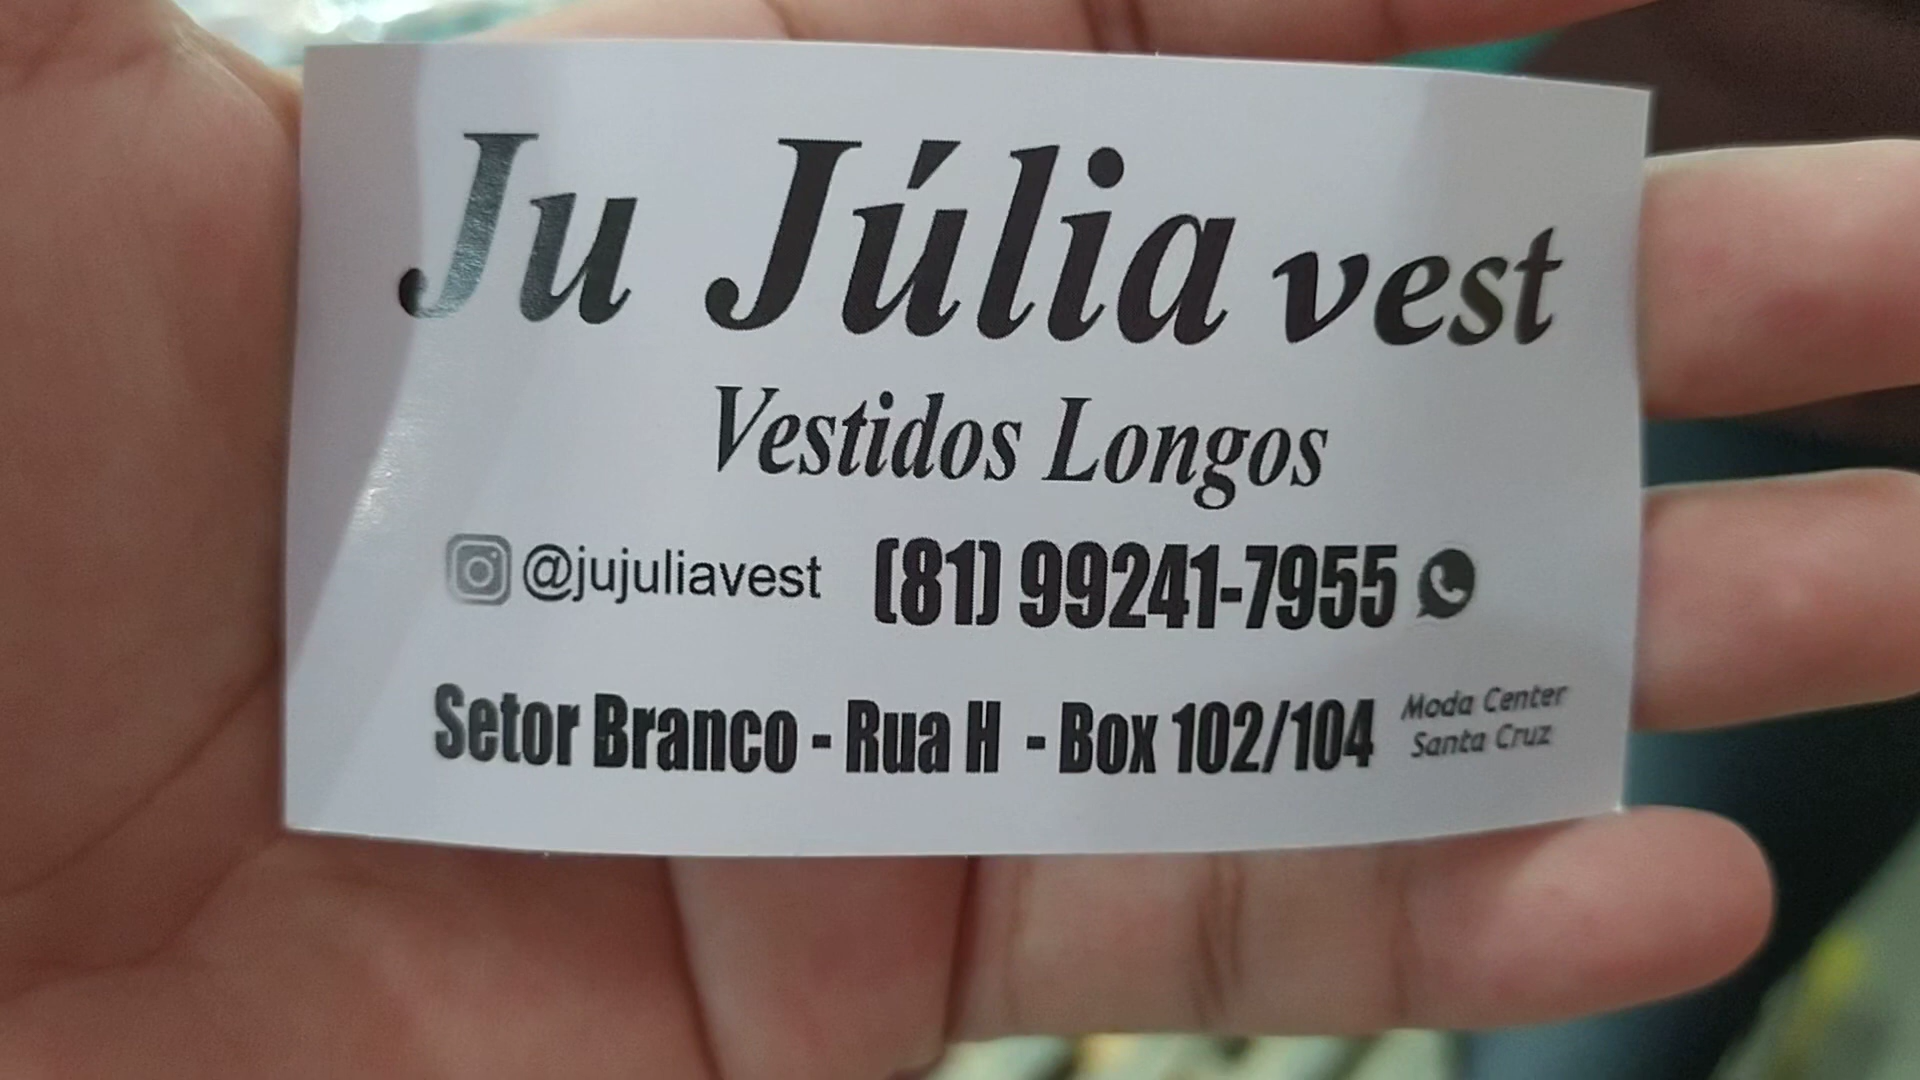 Ju Júlia vest
Vestidos Longos
@jujuliavest (81) 99241-7955
Setor Branco - Rua H - Box 102/104 Moda Center
Santa Cruz